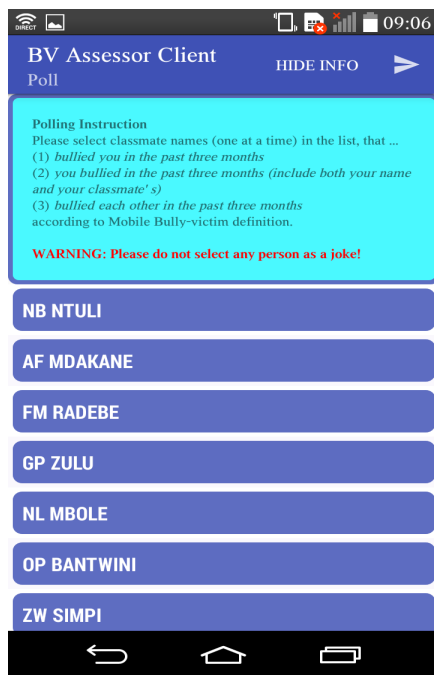 DIRECT
09:06
BV Assessor Client
HIDE INFO
Poll
Polling Instruction
Please select classmate names (one at a time) in the list, that ...
(1) bullied you in the past three months
(2) you bullied in the past three months (include both your name
and your classmate' s)
(3) bullied each other in the past three months
according to Mobile Bully-victim definition.
WARNING: Please do not select any person as a joke!
NB NTULI
AF MDAKANE
FM RADEBE
GP ZULU
NL MBOLE
OP BANTWINI
ZW SIMPI